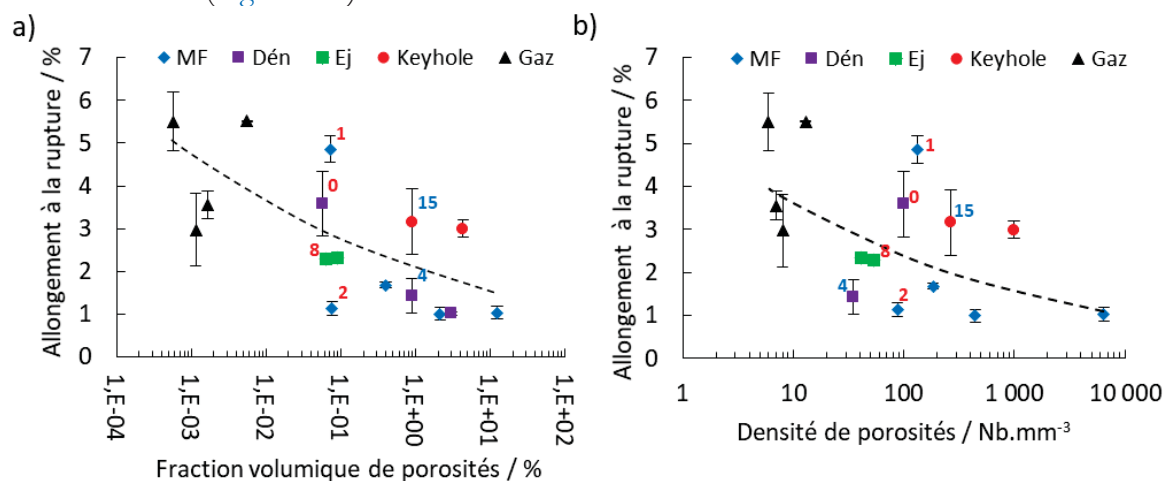 a)
Allongement à la rupture / %
7
6
5
4
3
2
1
0
MF Dén Ej Keyhole Gaz
1
0
15
8
4
2
1,E-04 1,E-03 1,E-02 1,E-01 1,E+00 1,E+01 1,E+02
Fraction volumique de porosités / %
b)
Allongement à la rupture / %
7
6
5
4
3
2
1
0
MF Dén Ej Keyhole Gaz
1
0
15
8
4
2
1 10 100 1 000 10 000
Densité de porosités / Nb.mm⁻³